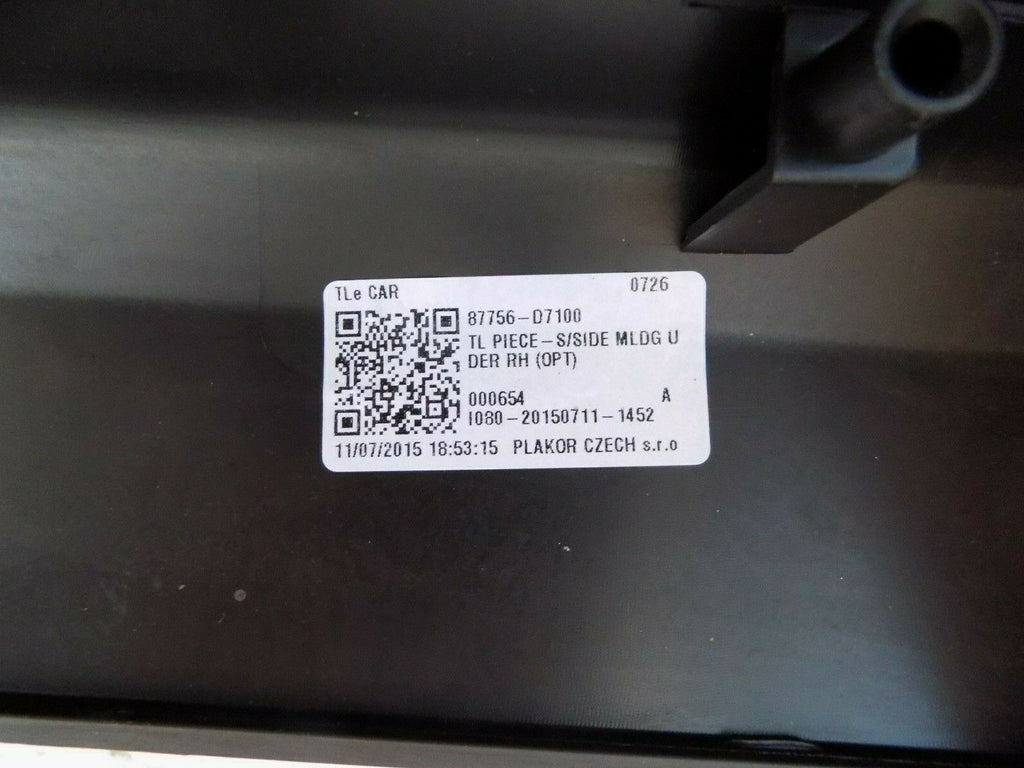 TLe CAR 0726
87756-D7100
TL PIECE-S/SIDE MLDG U
DER RH (OPT)
000654 A
I080-20150711-1452
11/07/2015 18:53:15 PLAKOR CZECH s.r.o